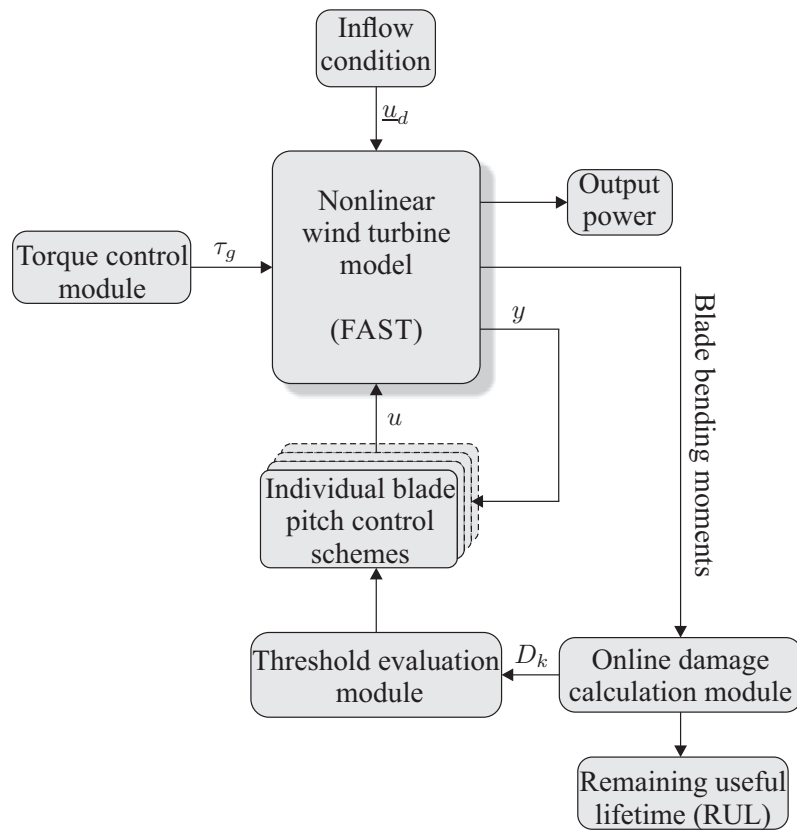 Inflow
condition
u_d
Nonlinear
wind turbine
model
(FAST)
Output
power
Torque control
module
τ_g
y
Blade bending moments
u
Individual blade
pitch control
schemes
Threshold evaluation
module
D_k
Online damage
calculation module
Remaining useful
lifetime (RUL)